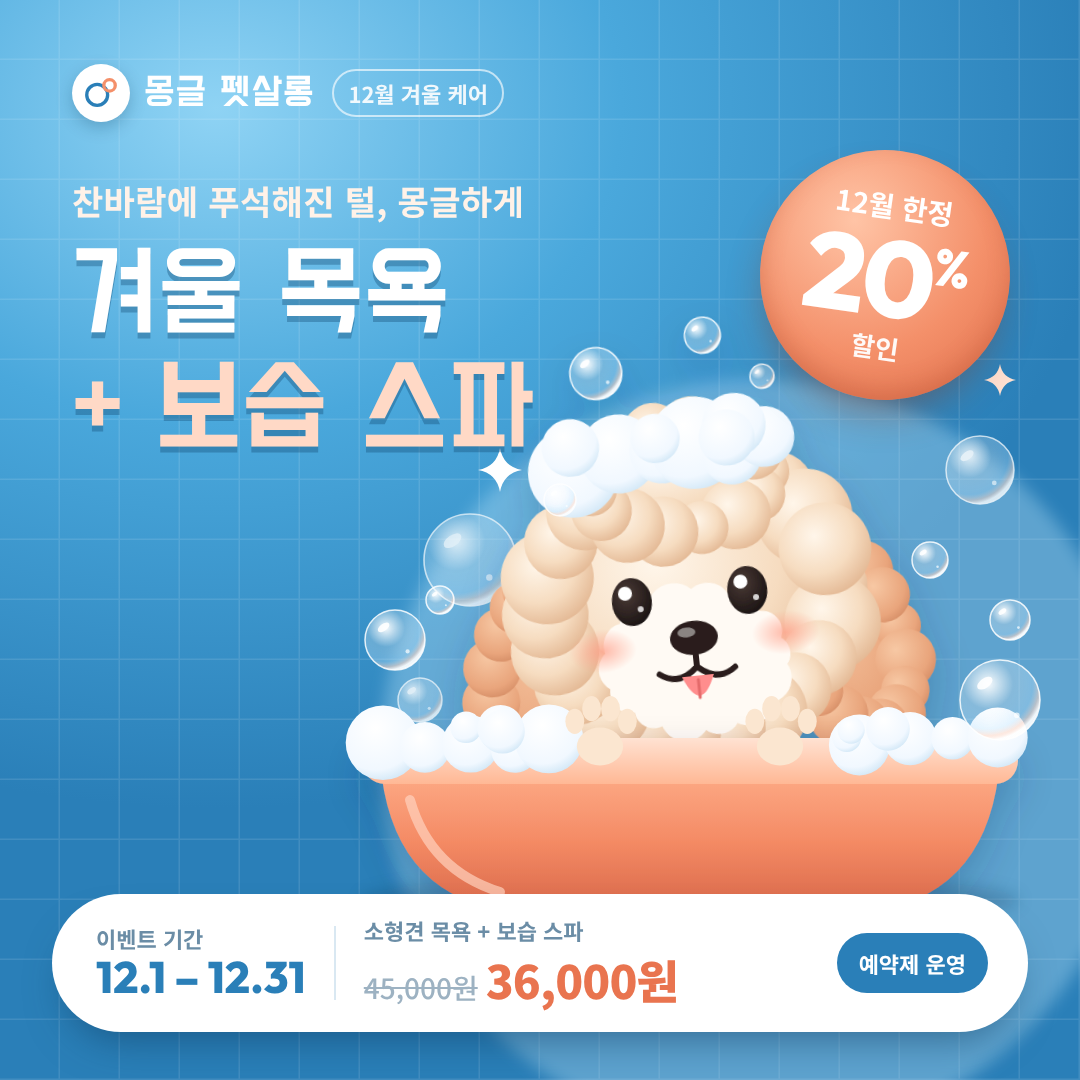 몽글 펫살롱
12월 겨울 케어
찬바람에 푸석해진 털, 몽글하게
겨울 목욕
+ 보습 스파
12월 한정
20%
할인
이벤트 기간
12.1 – 12.31
소형견 목욕 + 보습 스파
45,000원 36,000원
예약제 운영